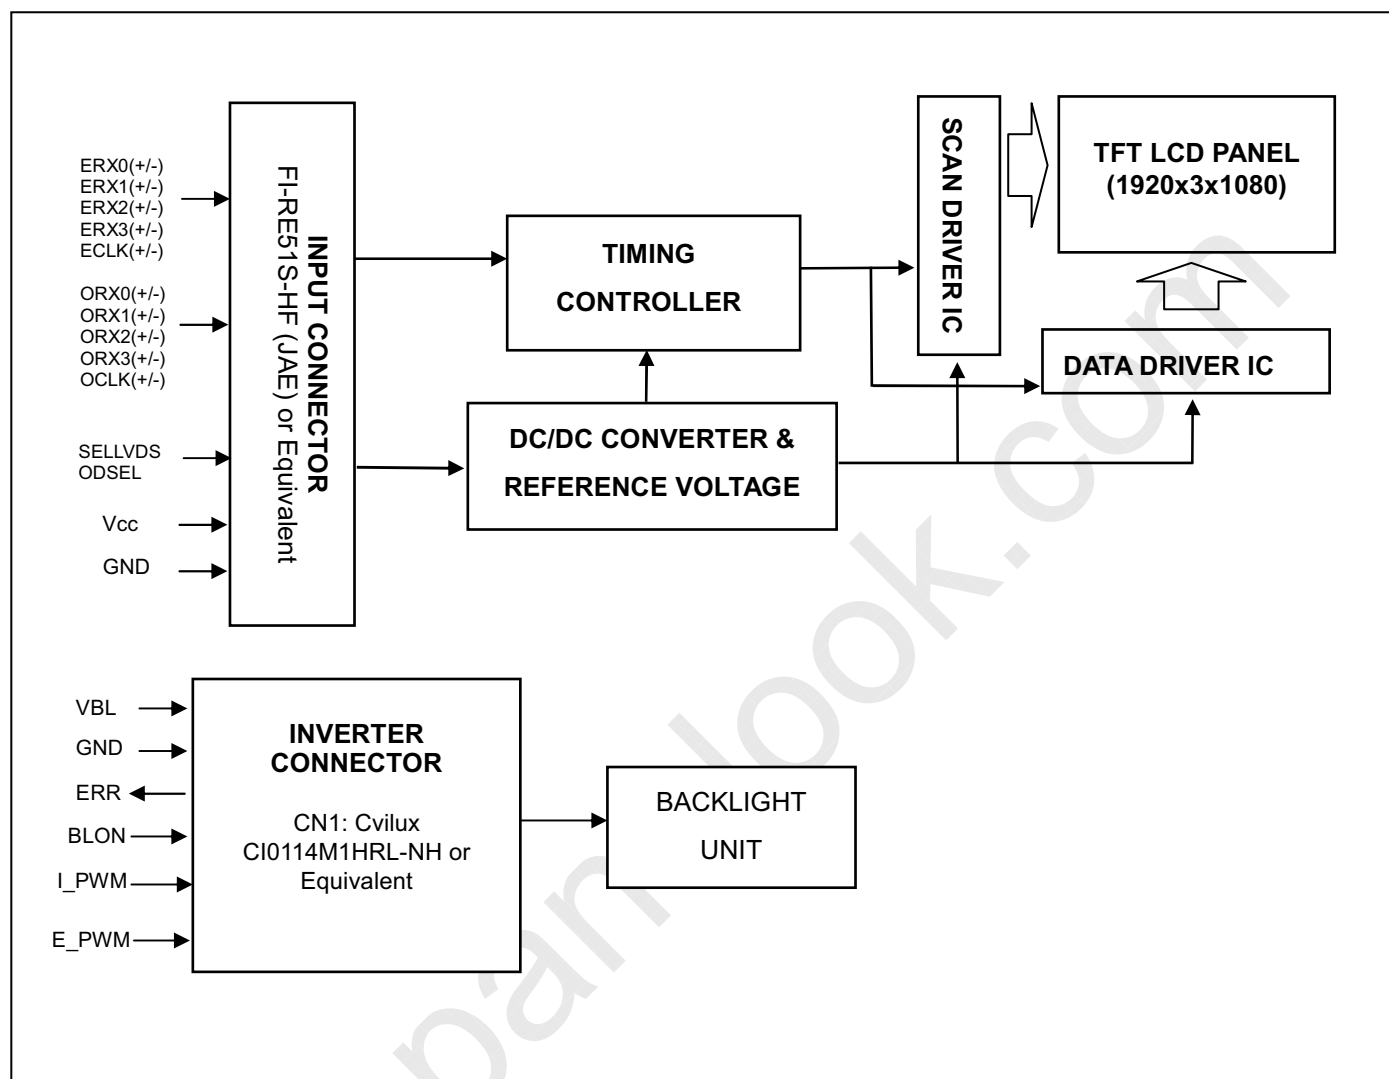 ERX0(+/-)
ERX1(+/-)
ERX2(+/-)
ERX3(+/-)
ECLK(+/-)
ORX0(+/-)
ORX1(+/-)
ORX2(+/-)
ORX3(+/-)
OCLK(+/-)
SELLVDS
ODSEL
Vcc
GND
INPUT CONNECTOR
FI-RE51S-HF (JAE) or Equivalent
TIMING
CONTROLLER
DC/DC CONVERTER &
REFERENCE VOLTAGE
SCAN DRIVER IC
TFT LCD PANEL
(1920x3x1080)
DATA DRIVER IC
VBL
GND
ERR
BLON
I_PWM
E_PWM
INVERTER
CONNECTOR
CN1: Cvilux
CI0114M1HRL-NH or
Equivalent
BACKLIGHT
UNIT
panlook.com